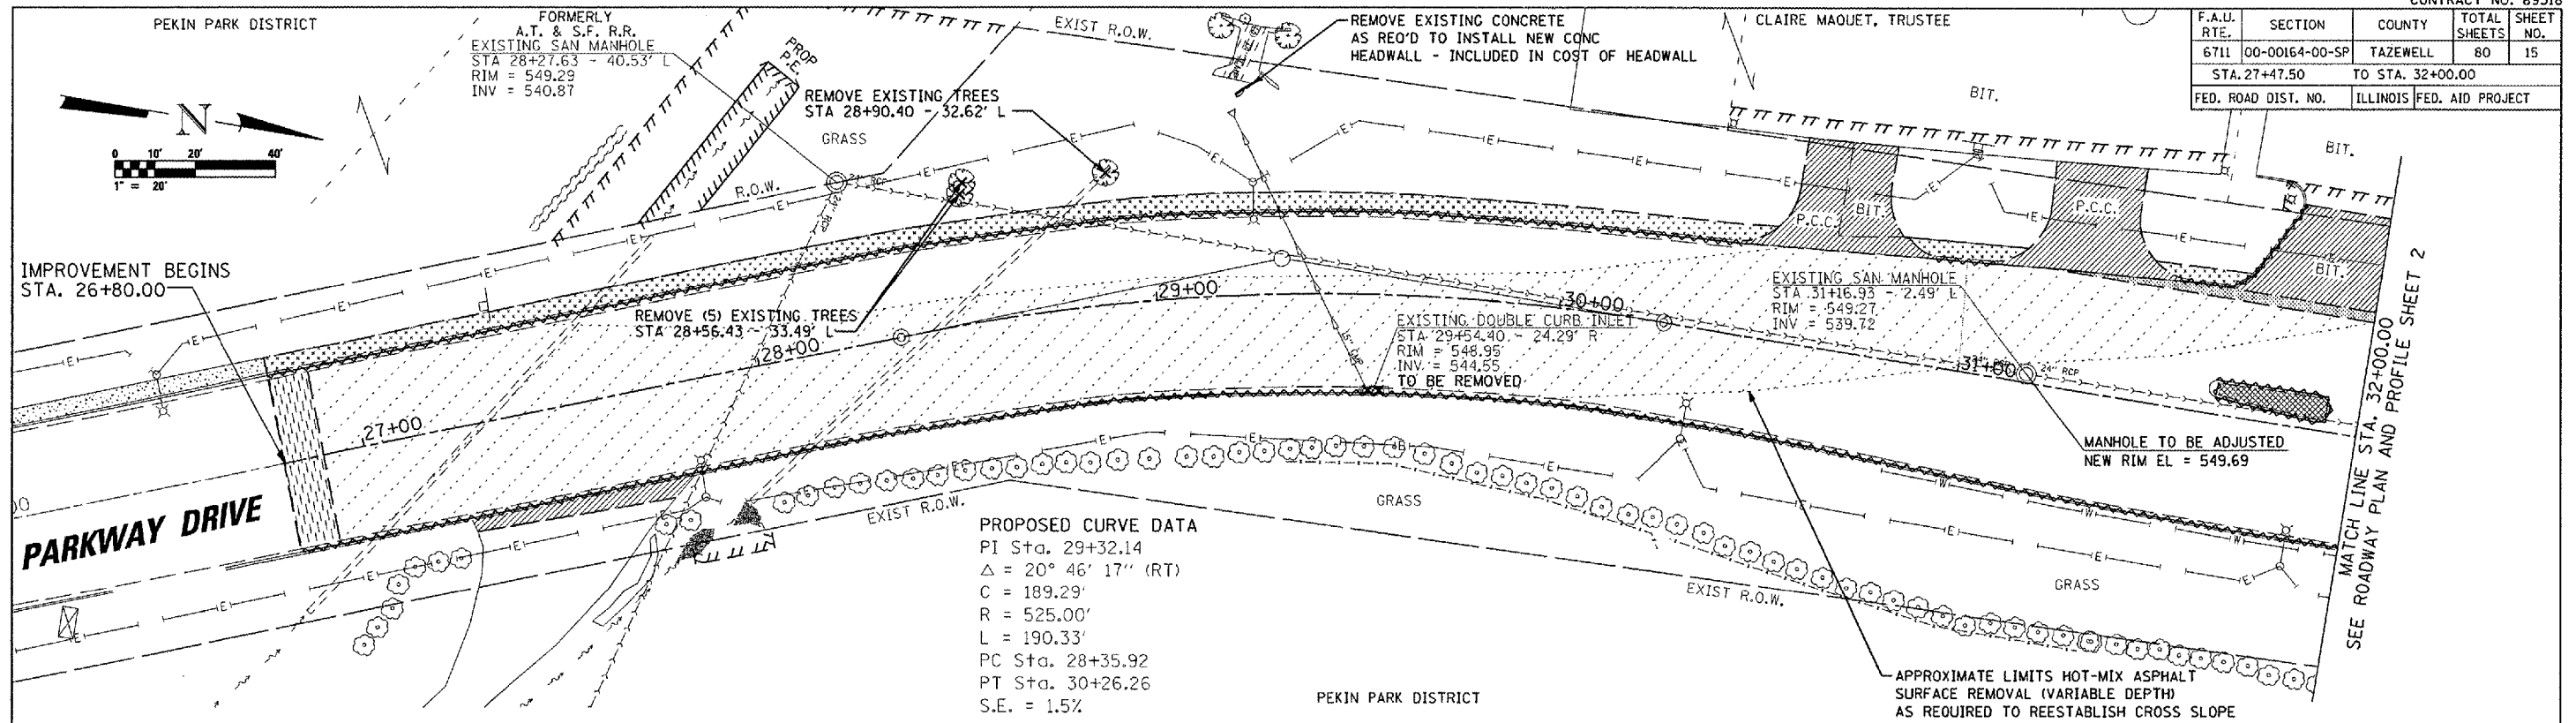 CONTRACT NO. 89518
F.A.U. RTE.
SECTION
COUNTY
TOTAL SHEETS
SHEET NO.
6711
00-00164-00-SP
TAZEWELL
80
15
STA. 27+47.50 TO STA. 32+00.00
FED. ROAD DIST. NO.
ILLINOIS
FED. AID PROJECT
PEKIN PARK DISTRICT
FORMERLY
A.T. & S.F. R.R.
EXISTING SAN MANHOLE
STA 28+27.63 - 40.53' L
RIM = 549.29
INV = 540.87
PROP
P.E.
EXIST R.O.W.
REMOVE EXISTING CONCRETE
AS REQ'D TO INSTALL NEW CONC
HEADWALL - INCLUDED IN COST OF HEADWALL
CLAIRE MAQUET, TRUSTEE
BIT.
BIT.
N
0 10' 20' 40'
1" = 20'
REMOVE EXISTING TREES
STA 28+90.40 - 32.62' L
GRASS
R.O.W.
24" RCP
24" RCP
P.C.C.
BIT.
P.C.C.
BIT.
IMPROVEMENT BEGINS
STA. 26+80.00
REMOVE (5) EXISTING TREES
STA 28+56.43 - 33.49' L
27+00
28+00
29+00
30+00
31+00
15" CMP
EXISTING DOUBLE CURB INLET
STA 29+54.40 - 24.29' R
RIM = 548.95
INV = 544.55
TO BE REMOVED
EXISTING SAN MANHOLE
STA 31+16.93 - 2.49' L
RIM = 549.27
INV = 539.72
24" RCP
MANHOLE TO BE ADJUSTED
NEW RIM EL = 549.69
MATCH LINE STA. 32+00.00
SEE ROADWAY PLAN AND PROFILE SHEET 2
00
PARKWAY DRIVE
EXIST R.O.W.
GRASS
EXIST R.O.W.
GRASS
PROPOSED CURVE DATA
PI Sta. 29+32.14
△ = 20° 46' 17'' (RT)
C = 189.29'
R = 525.00'
L = 190.33'
PC Sta. 28+35.92
PT Sta. 30+26.26
S.E. = 1.5%
PEKIN PARK DISTRICT
APPROXIMATE LIMITS HOT-MIX ASPHALT
SURFACE REMOVAL (VARIABLE DEPTH)
AS REQUIRED TO REESTABLISH CROSS SLOPE